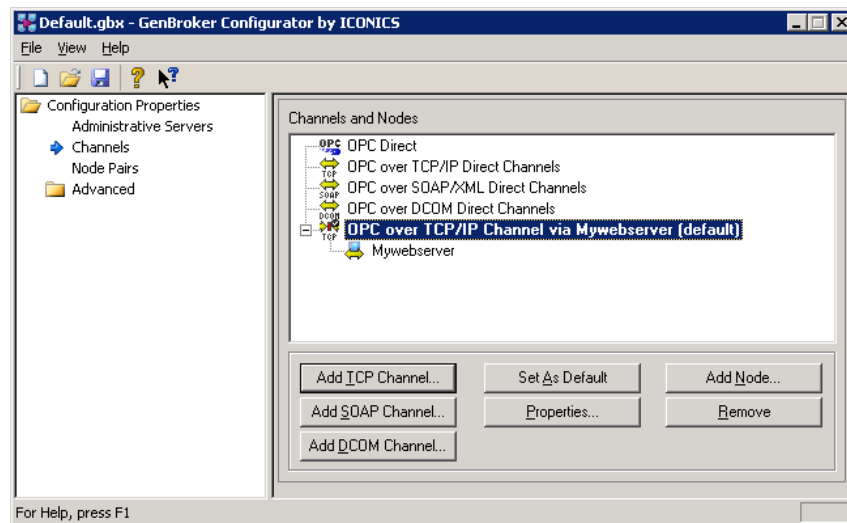 Default.gbx - GenBroker Configurator by ICONICS
File View Help
Configuration Properties
Administrative Servers
Channels
Node Pairs
Advanced
Channels and Nodes
OPC OPC Direct
TCP OPC over TCP/IP Direct Channels
SOAP OPC over SOAP/XML Direct Channels
DCOM OPC over DCOM Direct Channels
TCP OPC over TCP/IP Channel via Mywebserver (default)
Mywebserver
Add TCP Channel... Set As Default Add Node...
Add SOAP Channel... Properties... Remove
Add DCOM Channel...
For Help, press F1